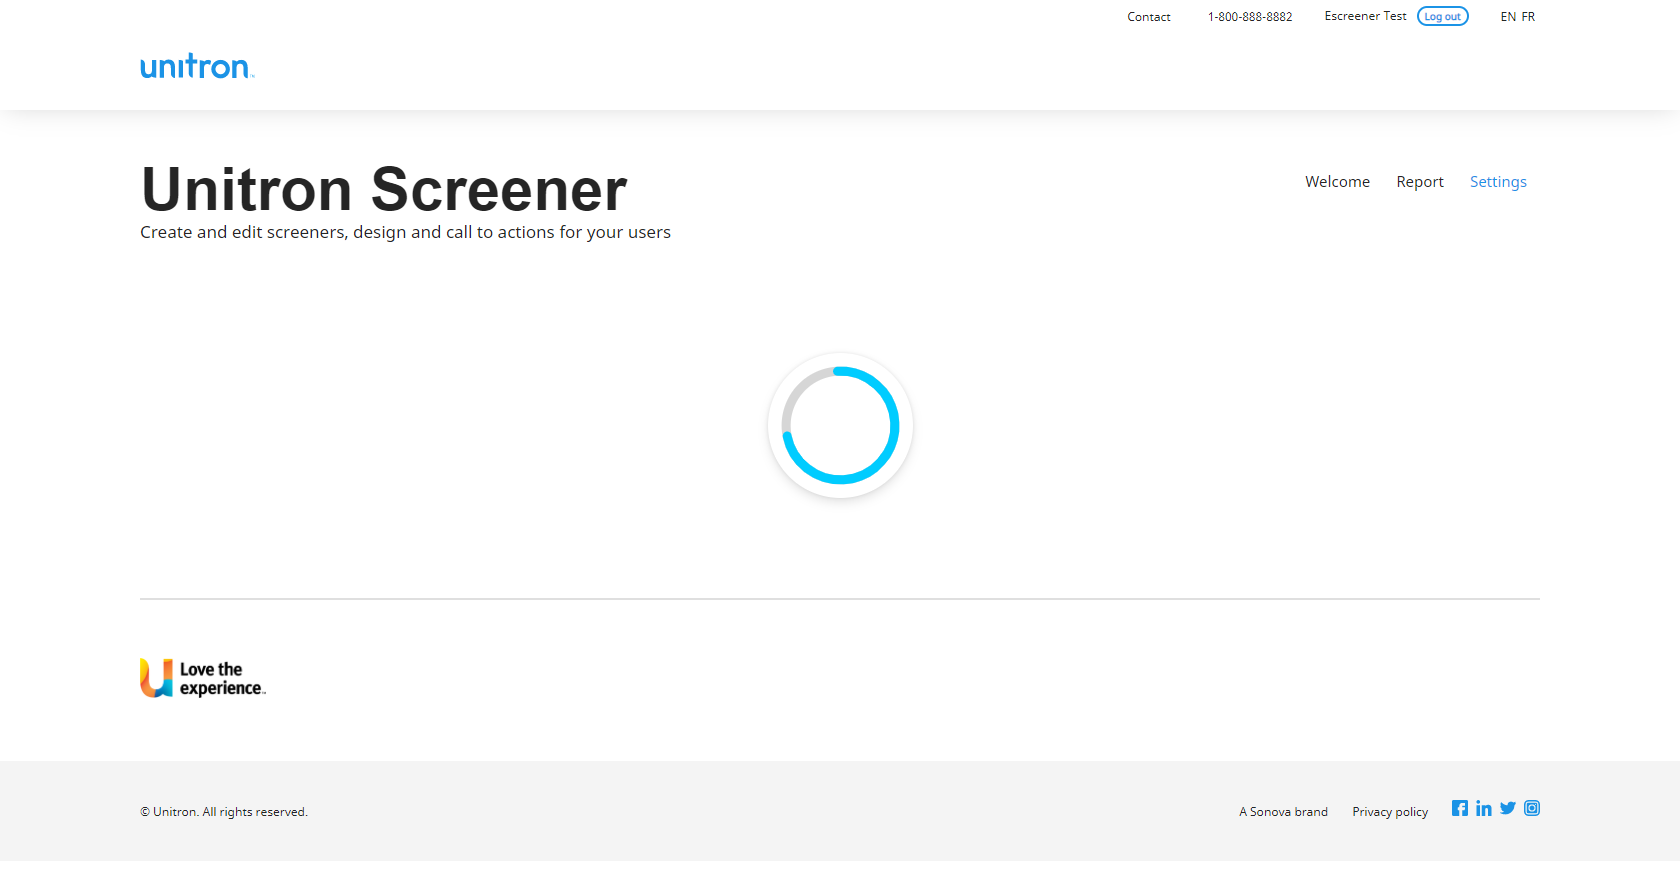 Contact 1-800-888-8882 Escreener Test Log out EN FR
unitron™
Unitron Screener
Welcome Report Settings
Create and edit screeners, design and call to actions for your users
Love the
experience™
© Unitron. All rights reserved.
A Sonova brand Privacy policy